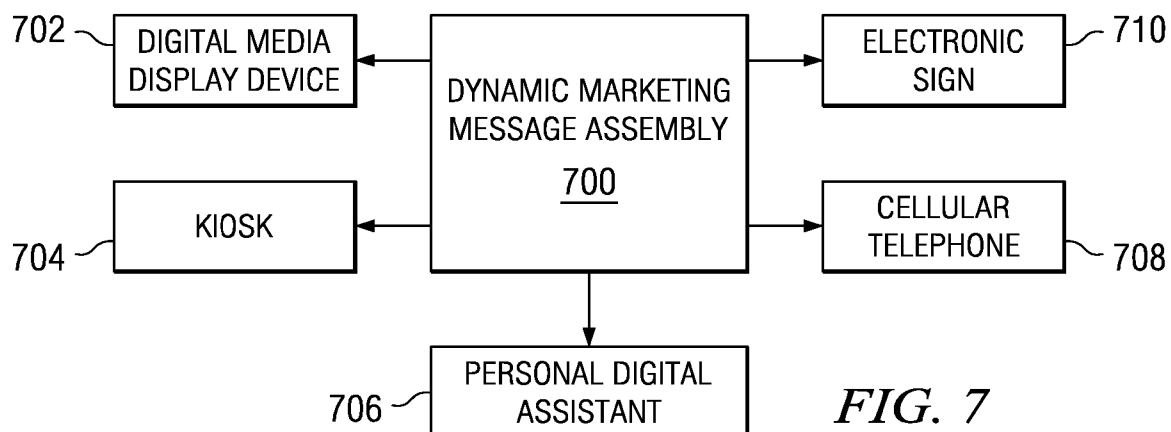 702
DIGITAL MEDIA
DISPLAY DEVICE
DYNAMIC MARKETING
MESSAGE ASSEMBLY
700
ELECTRONIC
SIGN
710
704
KIOSK
CELLULAR
TELEPHONE
708
706
PERSONAL DIGITAL
ASSISTANT
FIG. 7